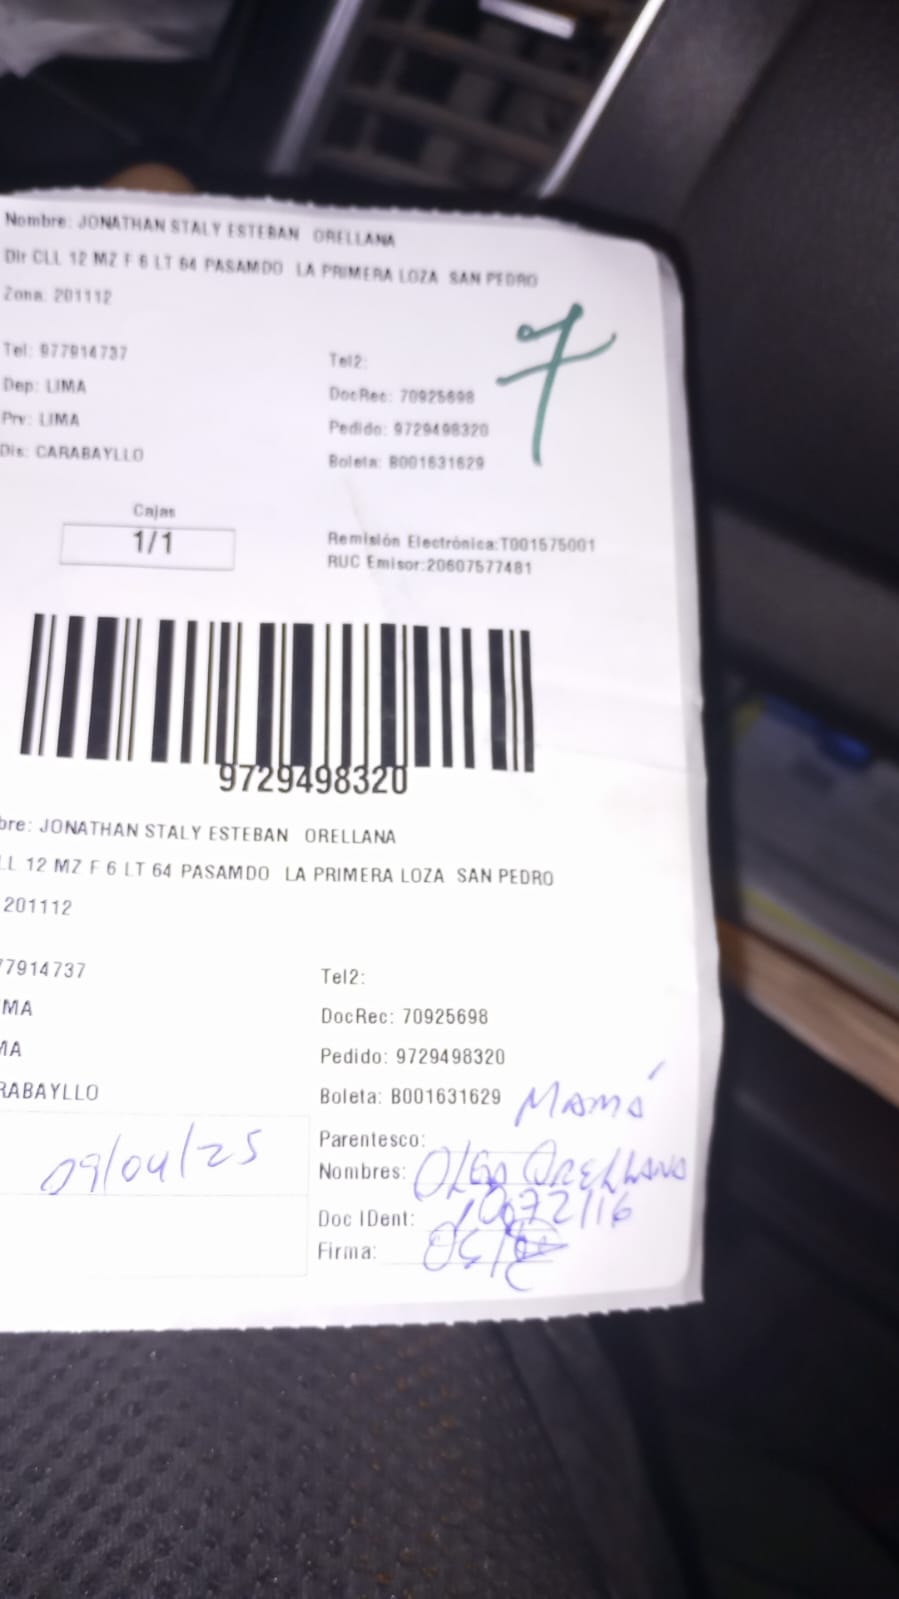 Nombre: JONATHAN STALY ESTEBAN ORELLANA
Dir CLL 12 MZ F 6 LT 64 PASAMDO LA PRIMERA LOZA SAN PEDRO
Zona: 201112
Tel: 977914737 Tel2:
Dep: LIMA DocRec: 70925698
Prv: LIMA Pedido: 9729498320
Dis: CARABAYLLO Boleta: B001631629
7
Cajas
1/1
Remisión Electrónica:T001575001
RUC Emisor:20607577481
9729498320
bre: JONATHAN STALY ESTEBAN ORELLANA
LL 12 MZ F 6 LT 64 PASAMDO LA PRIMERA LOZA SAN PEDRO
201112
77914737 Tel2:
IMA DocRec: 70925698
MA Pedido: 9729498320
RABAYLLO Boleta: B001631629
09/04/25
Parentesco: Mamá
Nombres: OLGA ORELLANA
Doc IDent: 10072116
Firma: